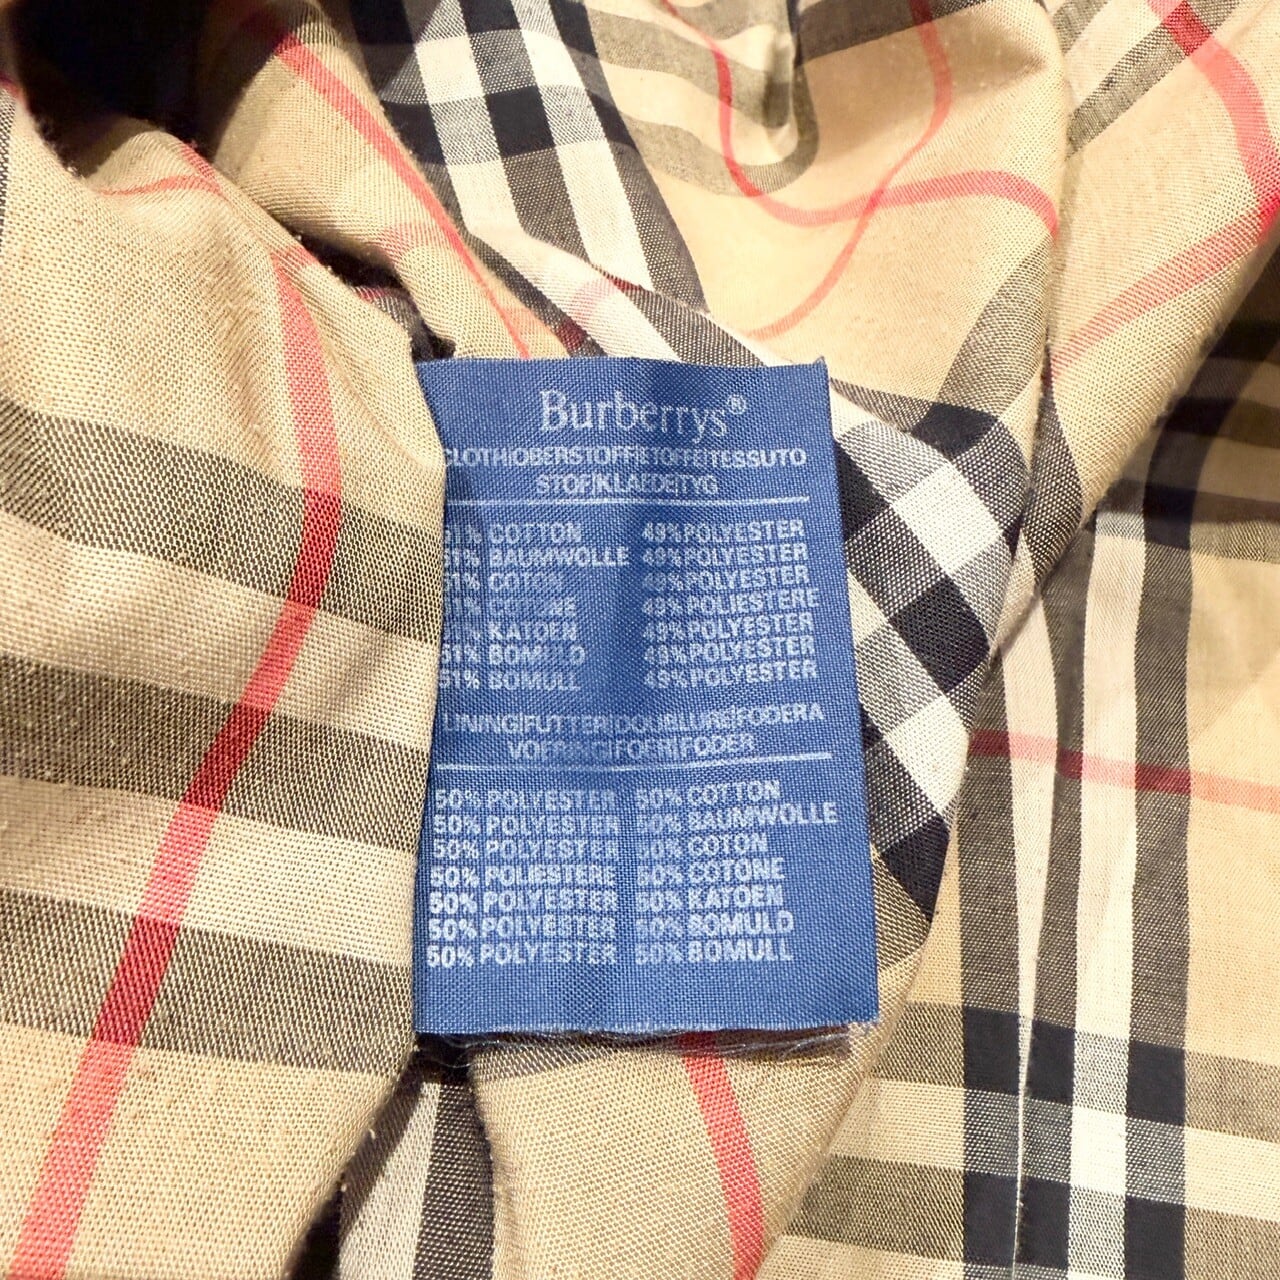 Burberrys®
CLOTH|OBERSTOFF|ETOFFE|TESSUTO
STOF|KLAEDE|TYG
51% COTTON 49% POLYESTER
51% BAUMWOLLE 49% POLYESTER
51% COTON 49% POLYESTER
51% COTONE 49% POLIESTERE
51% KATOEN 49% POLYESTER
51% BOMULD 49% POLYESTER
51% BOMULL 49% POLYESTER
LINING|FUTTER|DOUBLURE|FODERA
VOERING|FOER|FODER
50% POLYESTER 50% COTTON
50% POLYESTER 50% BAUMWOLLE
50% POLYESTER 50% COTON
50% POLIESTERE 50% COTONE
50% POLYESTER 50% KATOEN
50% POLYESTER 50% BOMULD
50% POLYESTER 50% BOMULL